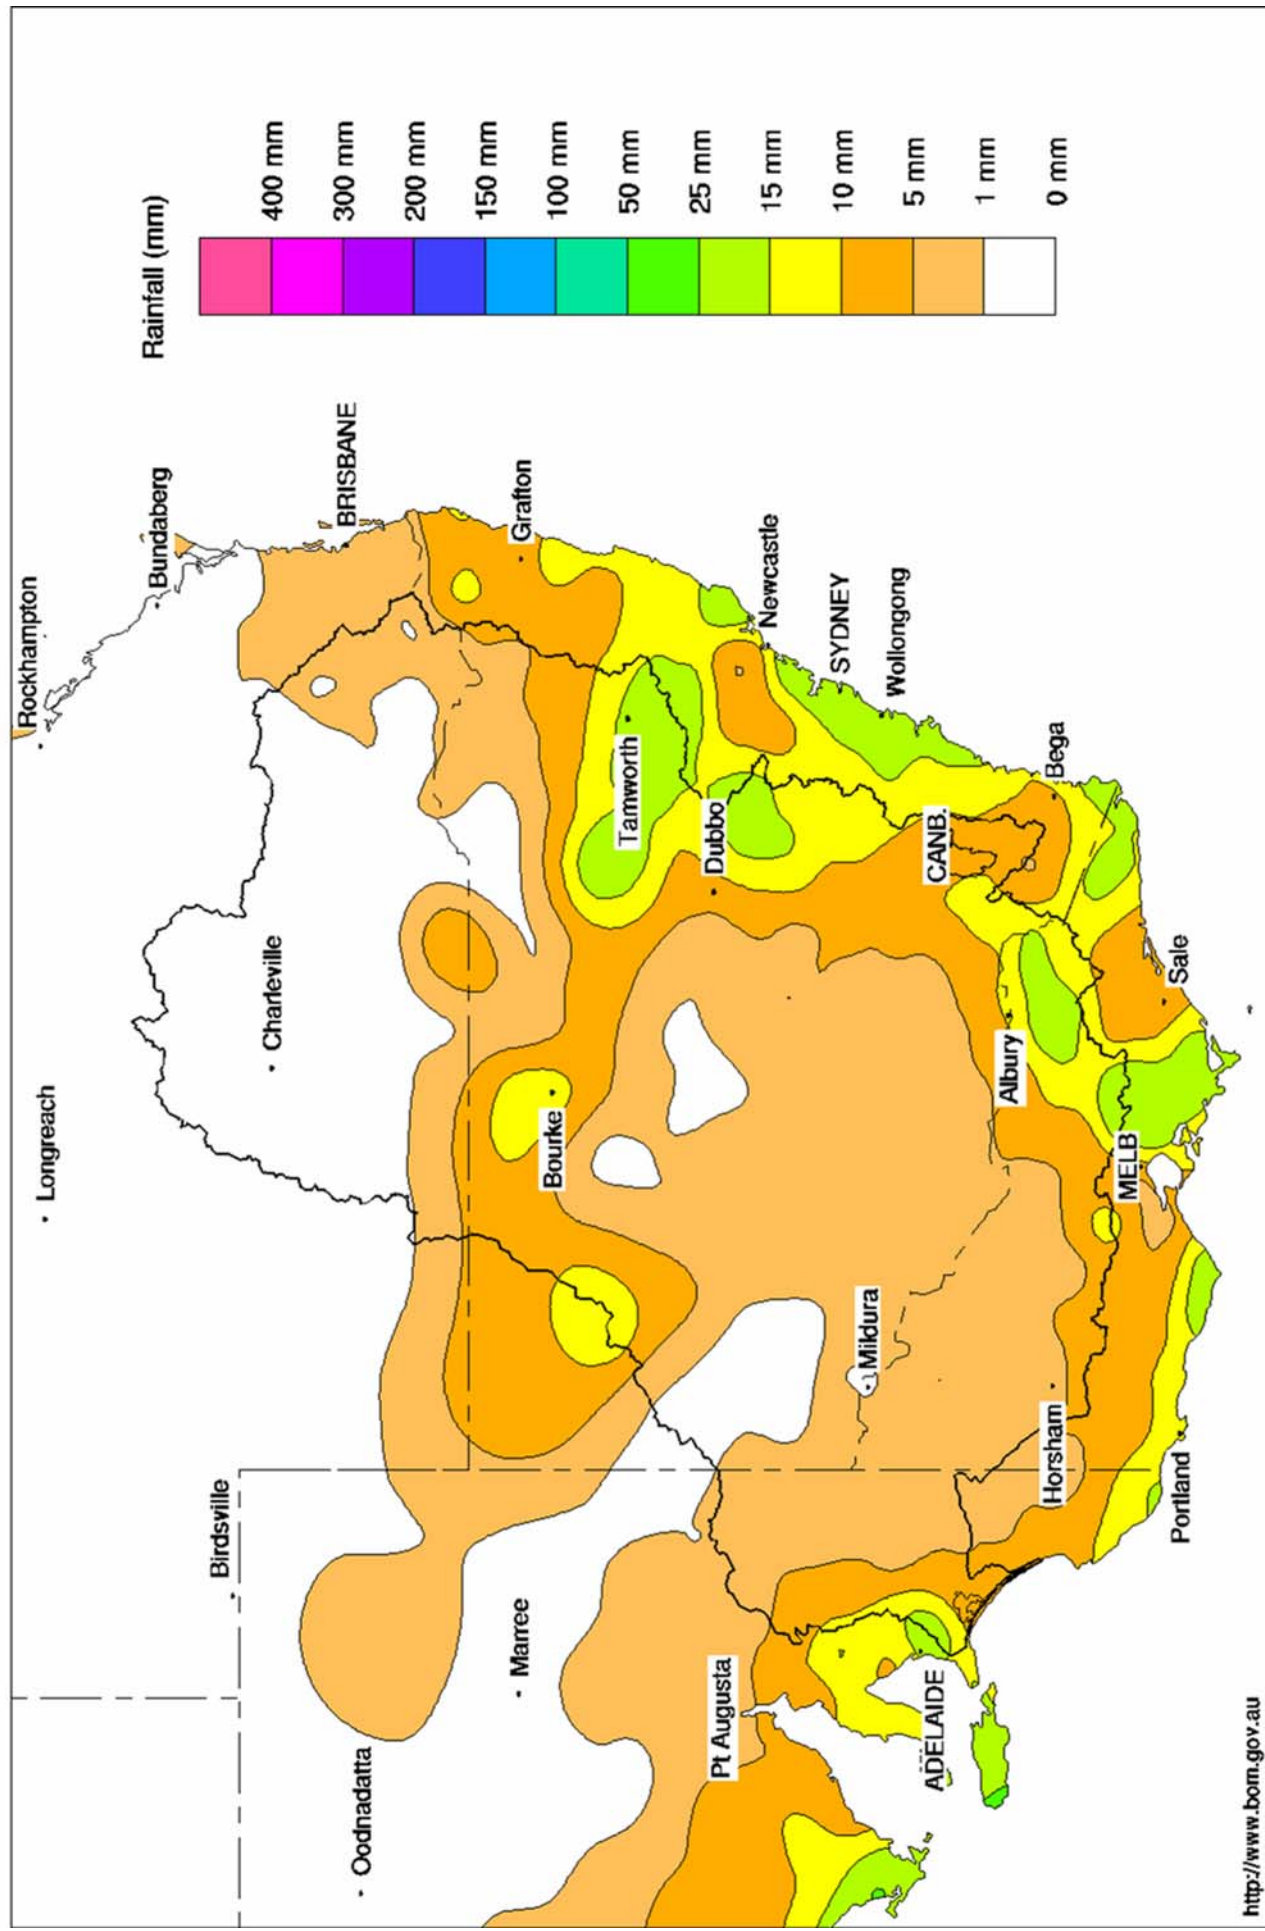 Rainfall (mm)
400 mm
300 mm
200 mm
150 mm
100 mm
50 mm
25 mm
15 mm
10 mm
5 mm
1 mm
0 mm
Rockhampton
Longreach
Bundaberg
Birdsville
Charleville
BRISBANE
Oodnadatta
Marree
Bourke
Grafton
Tamworth
Pt Augusta
Dubbo
Newcastle
Mildura
SYDNEY
Wollongong
ADELAIDE
CANB.
Albury
Horsham
Bega
MELB
Portland
Sale
http://www.bom.gov.au